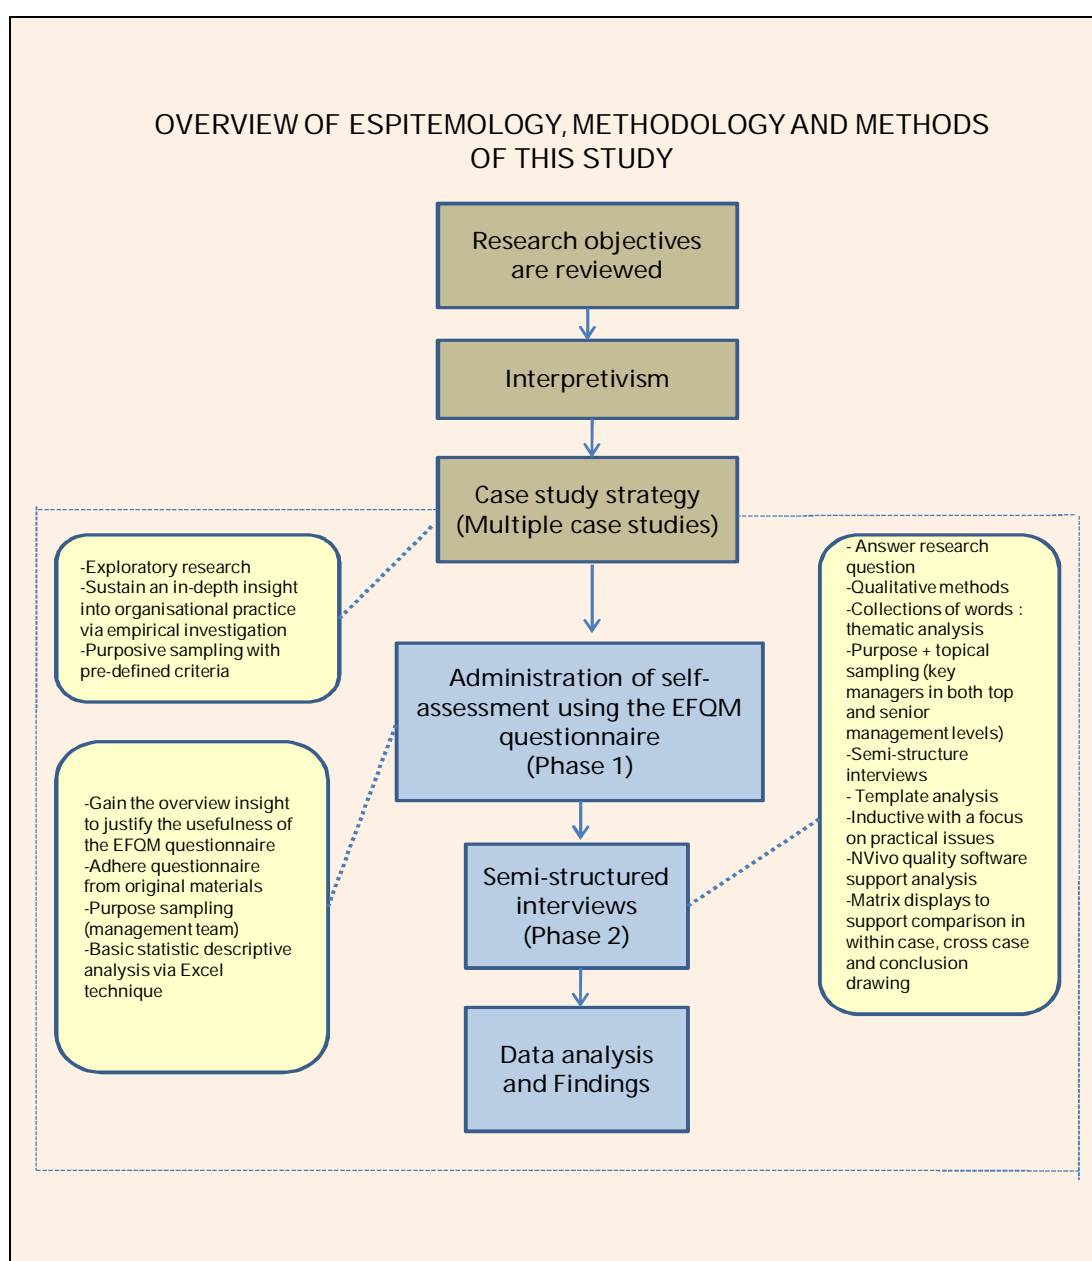 OVERVIEW OF ESPITEMOLOGY, METHODOLOGY AND METHODS
OF THIS STUDY
Research objectives
are reviewed
Interpretivism
Case study strategy
(Multiple case studies)
-Exploratory research
-Sustain an in-depth insight
into organisational practice
via empirical investigation
-Purposive sampling with
pre-defined criteria
Administration of self-
assessment using the EFQM
questionnaire
(Phase 1)
-Gain the overview insight
to justify the usefulness of
the EFQM questionnaire
-Adhere questionnaire
from original materials
-Purpose sampling
(management team)
-Basic statistic descriptive
analysis via Excel
technique
Semi-structured
interviews
(Phase 2)
- Answer research
question
-Qualitative methods
-Collections of words :
thematic analysis
-Purpose + topical
sampling (key
managers in both top
and senior
management levels)
-Semi-structure
interviews
- Template analysis
-Inductive with a focus
on practical issues
-NVivo quality software
support analysis
-Matrix displays to
support comparison in
within case, cross case
and conclusion
drawing
Data analysis
and Findings